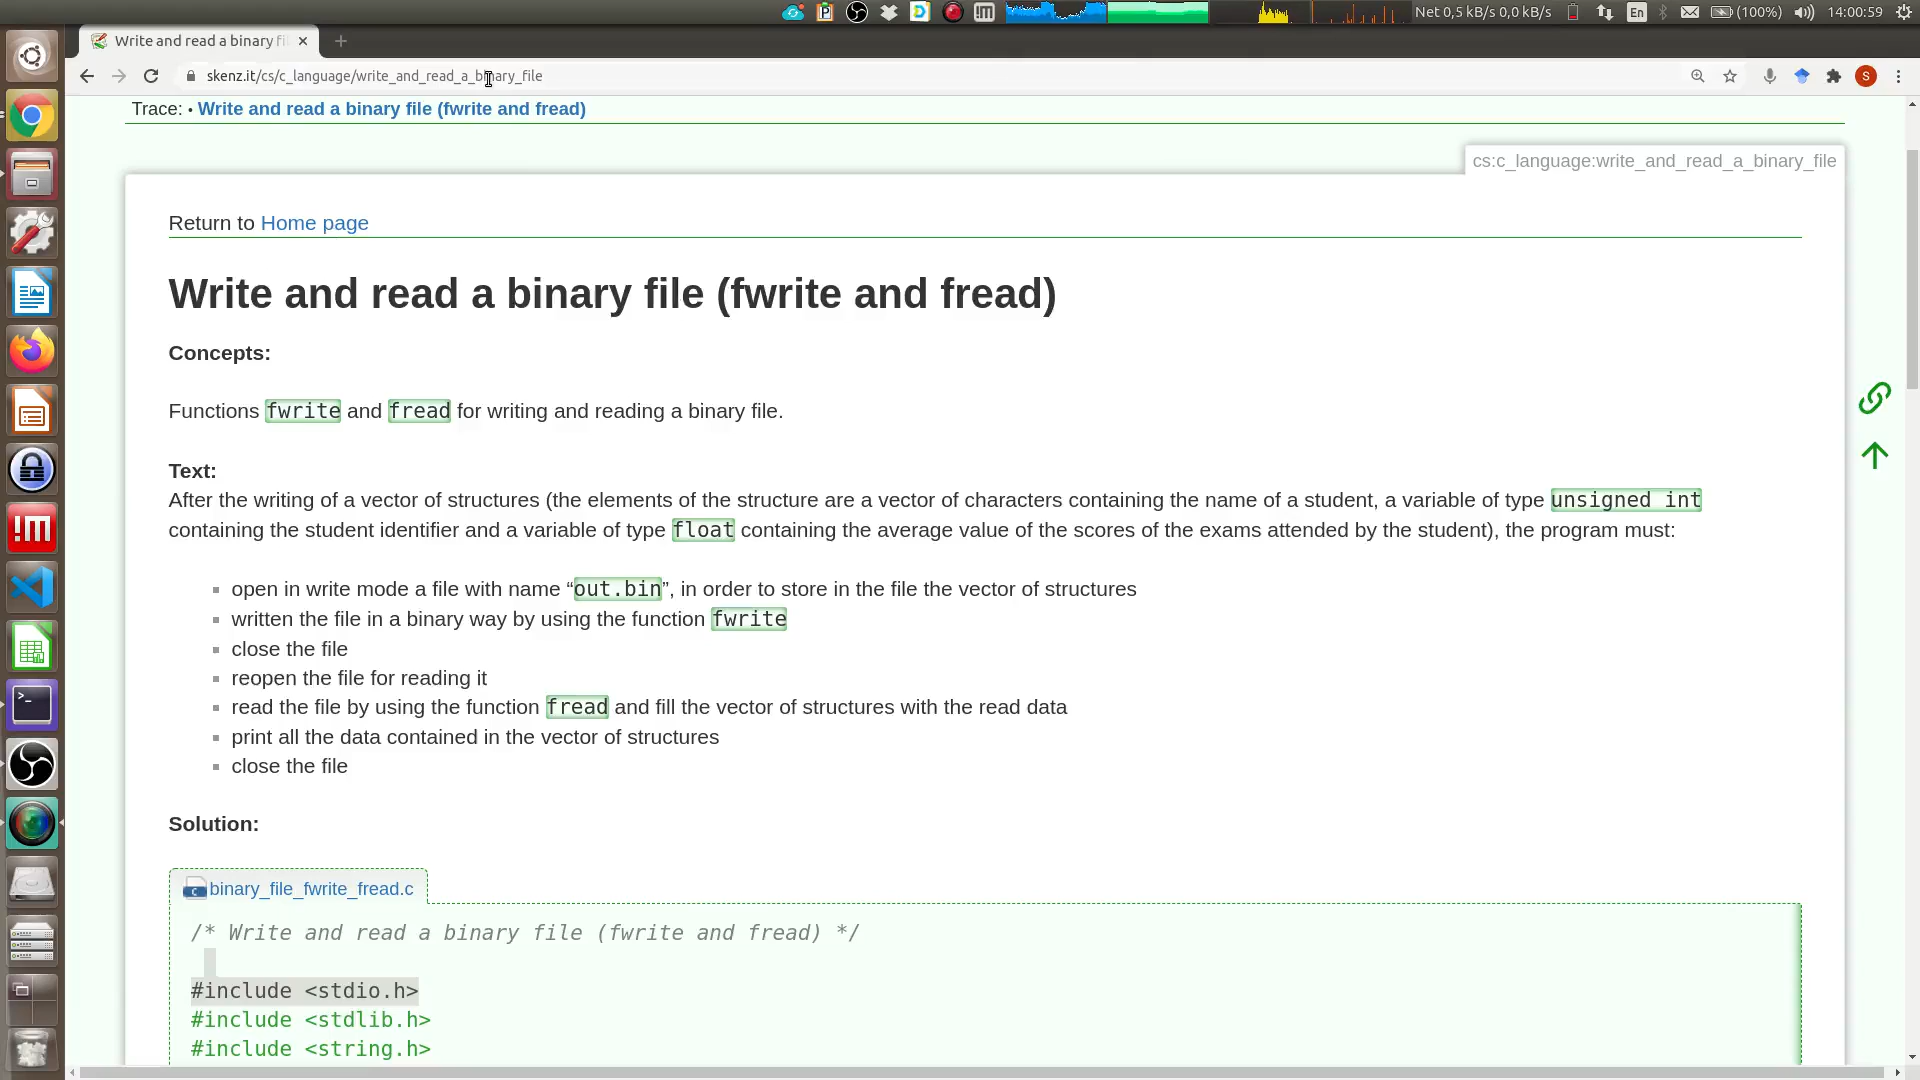 Net 0,5 kB/s 0,0 kB/s
En
(100%)
14:00:59
Write and read a binary fi
skenz.it/cs/c_language/write_and_read_a_binary_file
S
Trace: • Write and read a binary file (fwrite and fread)
cs:c_language:write_and_read_a_binary_file
Return to Home page
Write and read a binary file (fwrite and fread)
Concepts:
Functions fwrite and fread for writing and reading a binary file.
Text:
After the writing of a vector of structures (the elements of the structure are a vector of characters containing the name of a student, a variable of type unsigned int
containing the student identifier and a variable of type float containing the average value of the scores of the exams attended by the student), the program must:
open in write mode a file with name “out.bin”, in order to store in the file the vector of structures
written the file in a binary way by using the function fwrite
close the file
reopen the file for reading it
read the file by using the function fread and fill the vector of structures with the read data
print all the data contained in the vector of structures
close the file
Solution:
binary_file_fwrite_fread.c
/* Write and read a binary file (fwrite and fread) */
#include <stdio.h>
#include <stdlib.h>
#include <string.h>